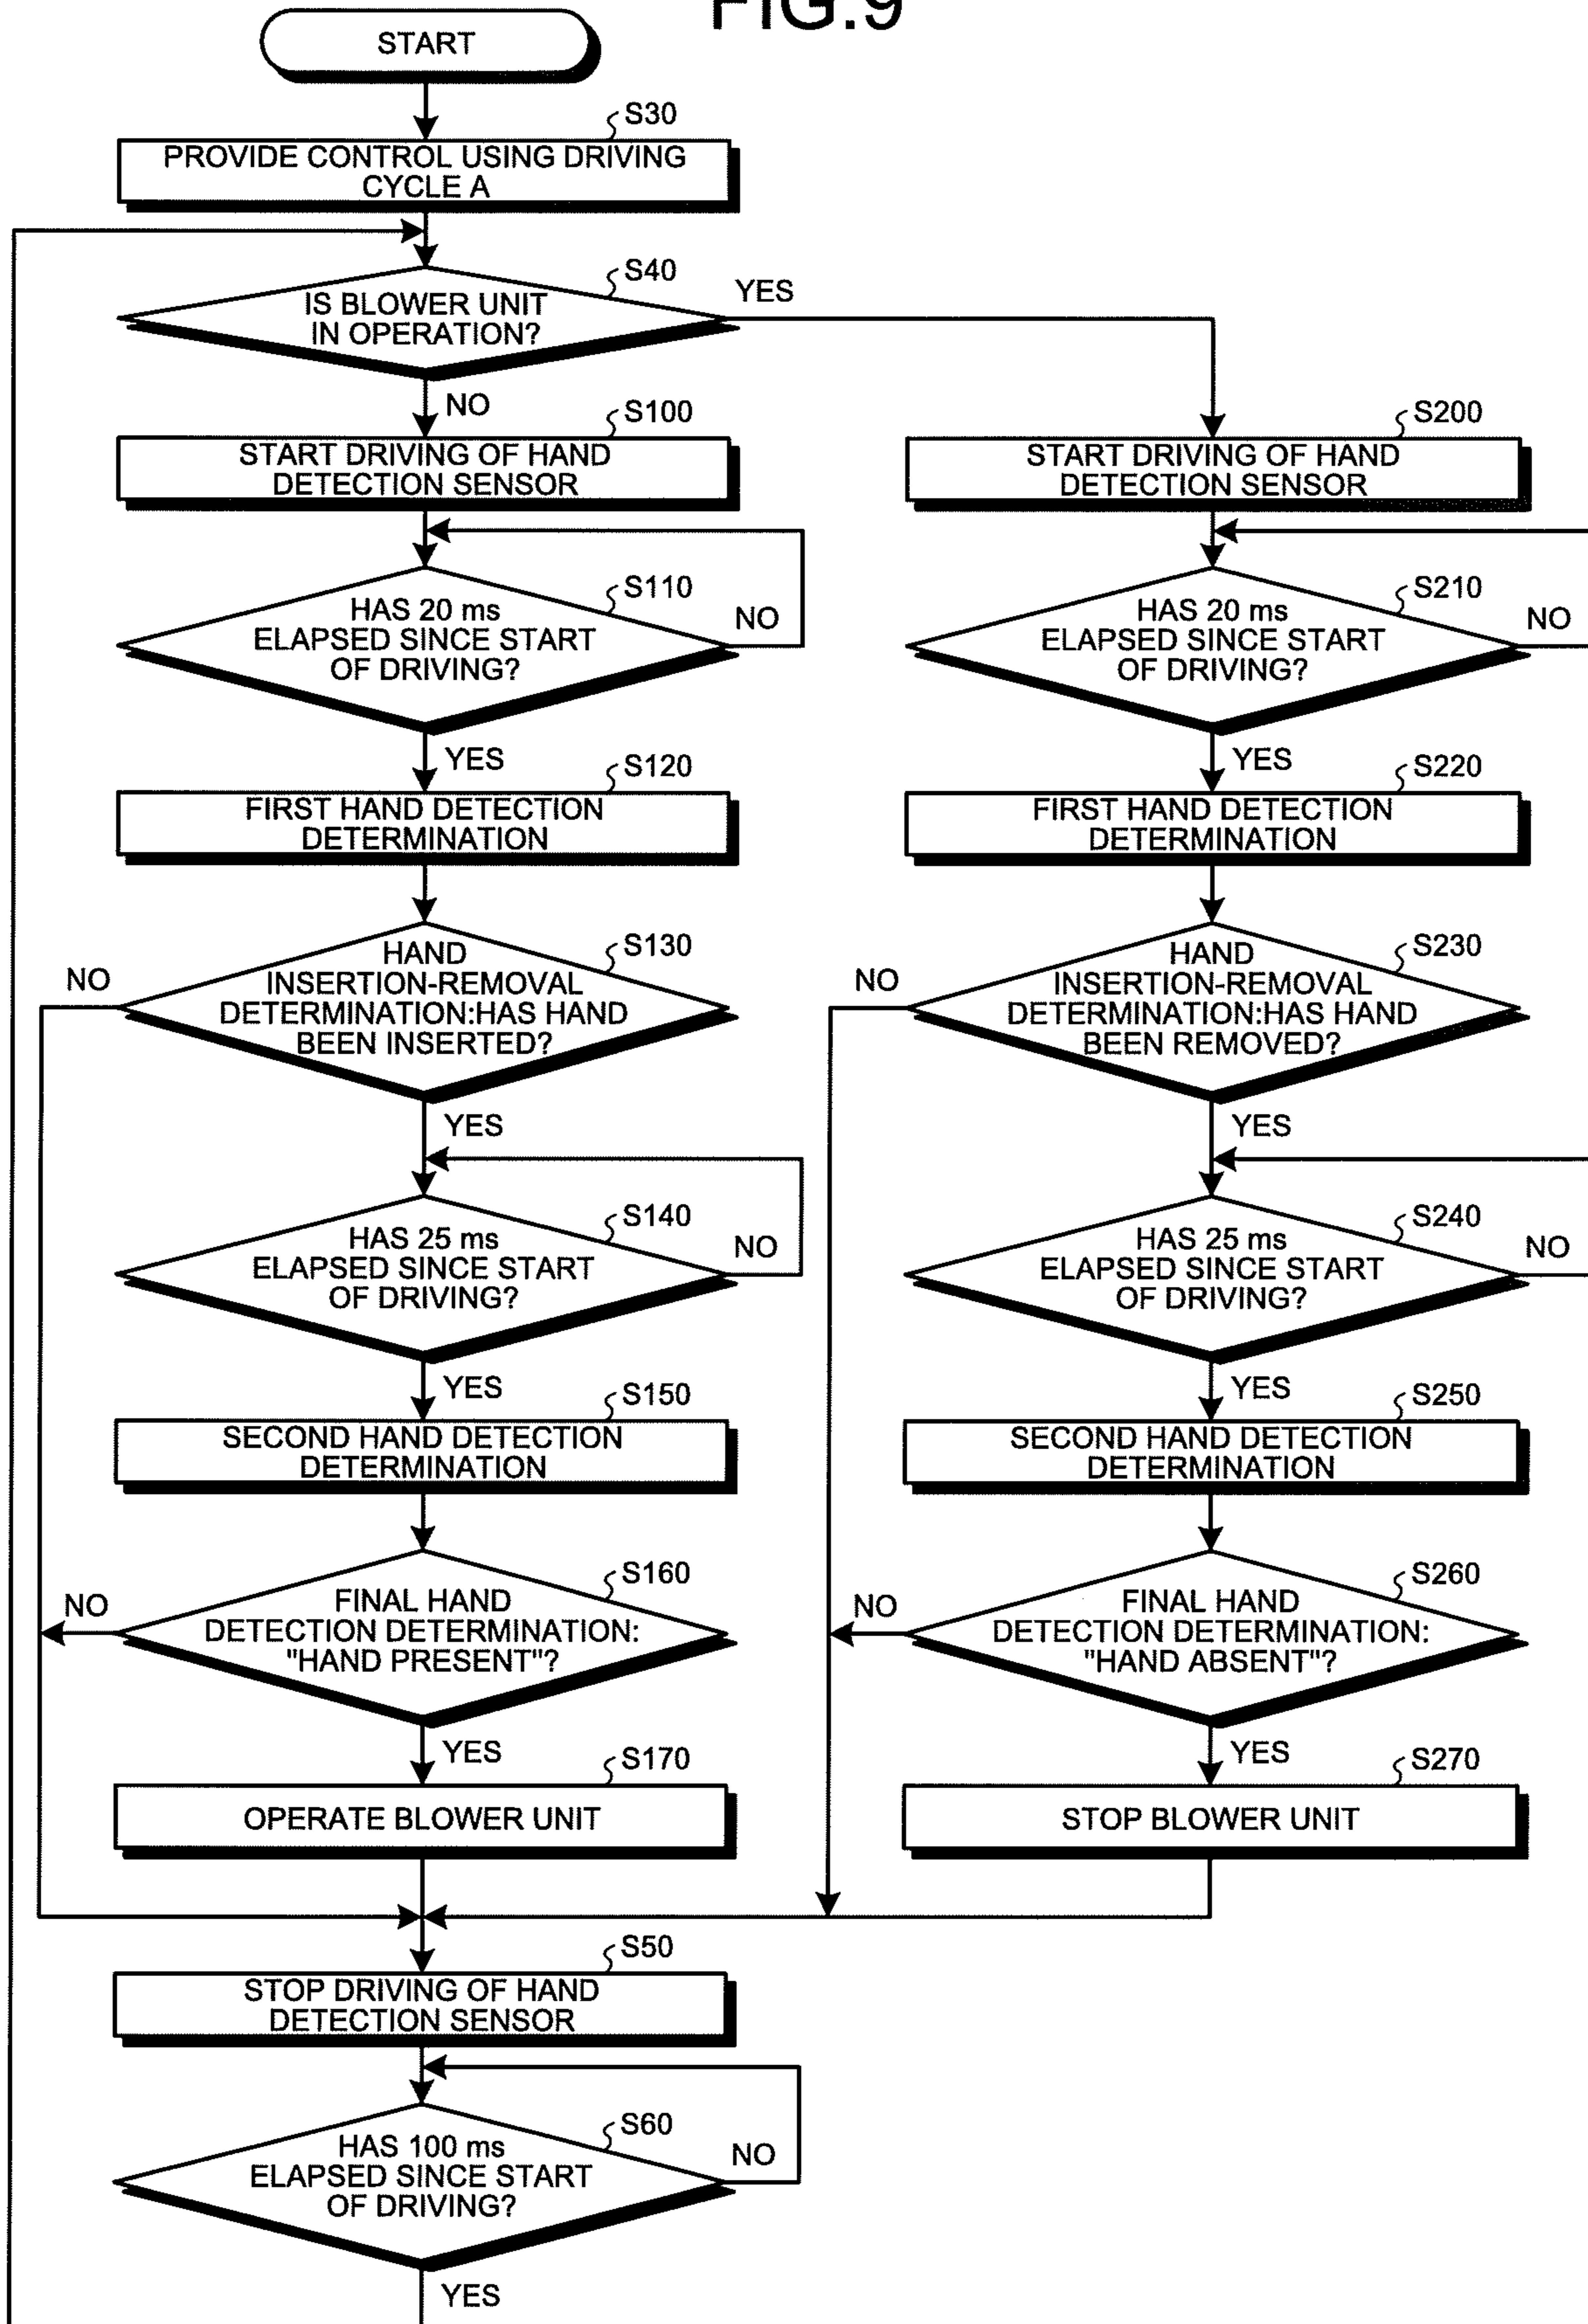 FIG.9
START
S30
PROVIDE CONTROL USING DRIVING
CYCLE A
S40
IS BLOWER UNIT
IN OPERATION?
YES
NO
S100
START DRIVING OF HAND
DETECTION SENSOR
S110
HAS 20 ms
ELAPSED SINCE START
OF DRIVING?
NO
YES
S120
FIRST HAND DETECTION
DETERMINATION
S130
HAND
INSERTION-REMOVAL
DETERMINATION:HAS HAND
BEEN INSERTED?
NO
YES
S140
HAS 25 ms
ELAPSED SINCE START
OF DRIVING?
NO
YES
S150
SECOND HAND DETECTION
DETERMINATION
S160
FINAL HAND
DETECTION DETERMINATION:
"HAND PRESENT"?
NO
YES
S170
OPERATE BLOWER UNIT
S200
START DRIVING OF HAND
DETECTION SENSOR
S210
HAS 20 ms
ELAPSED SINCE START
OF DRIVING?
NO
YES
S220
FIRST HAND DETECTION
DETERMINATION
S230
HAND
INSERTION-REMOVAL
DETERMINATION:HAS HAND
BEEN REMOVED?
NO
YES
S240
HAS 25 ms
ELAPSED SINCE START
OF DRIVING?
NO
YES
S250
SECOND HAND DETECTION
DETERMINATION
S260
FINAL HAND
DETECTION DETERMINATION:
"HAND ABSENT"?
NO
YES
S270
STOP BLOWER UNIT
S50
STOP DRIVING OF HAND
DETECTION SENSOR
S60
HAS 100 ms
ELAPSED SINCE START
OF DRIVING?
NO
YES